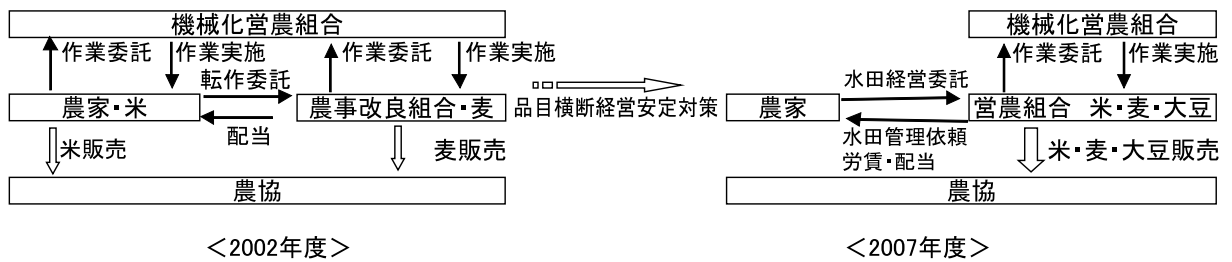 機械化営農組合
作業委託
作業実施
作業委託
作業実施
転作委託
農家・米
農事改良組合・麦
配当
米販売
麦販売
農協
<2002年度>
品目横断経営安定対策
機械化営農組合
作業委託
作業実施
水田経営委託
農家
営農組合 米・麦・大豆
水田管理依頼
労賃・配当
米・麦・大豆販売
農協
<2007年度>